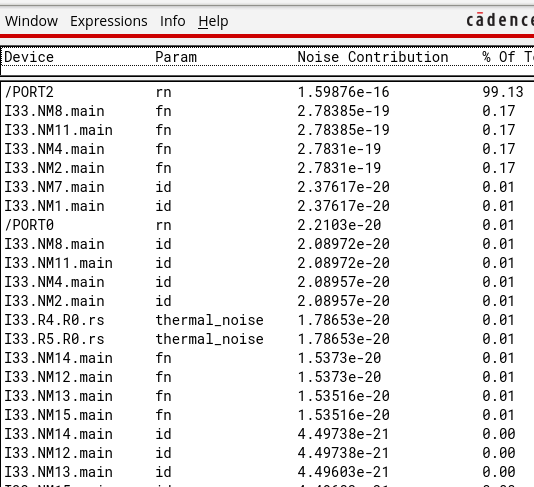 Window Expressions Info Help cādence
Device Param Noise Contribution % Of
/PORT2 rn 1.59876e-16 99.13
I33.NM8.main fn 2.78385e-19 0.17
I33.NM11.main fn 2.78385e-19 0.17
I33.NM4.main fn 2.7831e-19 0.17
I33.NM2.main fn 2.7831e-19 0.17
I33.NM7.main id 2.37617e-20 0.01
I33.NM1.main id 2.37617e-20 0.01
/PORT0 rn 2.2103e-20 0.01
I33.NM8.main id 2.08972e-20 0.01
I33.NM11.main id 2.08972e-20 0.01
I33.NM4.main id 2.08957e-20 0.01
I33.NM2.main id 2.08957e-20 0.01
I33.R4.R0.rs thermal_noise 1.78653e-20 0.01
I33.R5.R0.rs thermal_noise 1.78653e-20 0.01
I33.NM14.main fn 1.5373e-20 0.01
I33.NM12.main fn 1.5373e-20 0.01
I33.NM13.main fn 1.53516e-20 0.01
I33.NM15.main fn 1.53516e-20 0.01
I33.NM14.main id 4.49738e-21 0.00
I33.NM12.main id 4.49738e-21 0.00
I33.NM13.main id 4.49603e-21 0.00